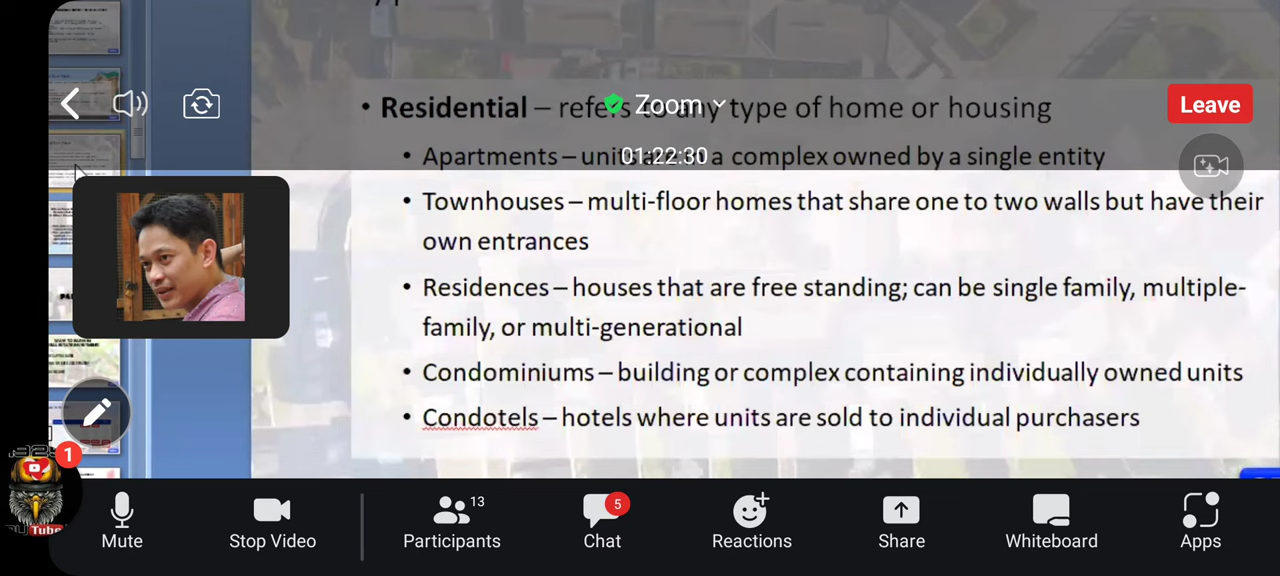 • Residential – refers to any type of home or housing
Zoom
Leave
01:22:30
• Apartments – units are in a complex owned by a single entity
• Townhouses – multi-floor homes that share one to two walls but have their
own entrances
• Residences – houses that are free standing; can be single family, multiple-
family, or multi-generational
• Condominiums – building or complex containing individually owned units
• Condotels – hotels where units are sold to individual purchasers
1
Tube
13
5
Mute
Stop Video
Participants
Chat
Reactions
Share
Whiteboard
Apps